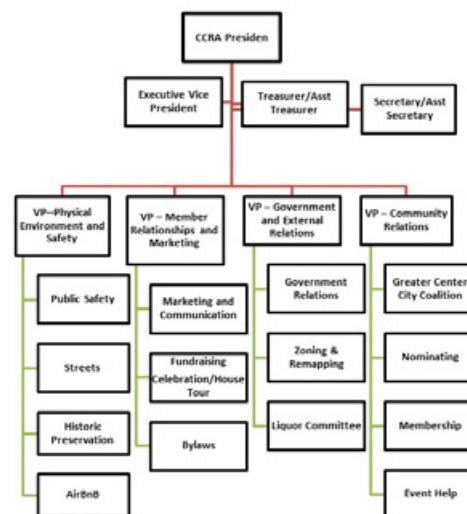 CCRA Presiden
Executive Vice
President
Treasurer/Asst
Treasurer
Secretary/Asst
Secretary
VP--Physical
Environment and
Safety
VP – Member
Relationships and
Marketing
VP – Government
and External
Relations
VP – Community
Relations
Public Safety
Streets
Historic
Preservation
AirBnB
Marketing and
Communication
Fundraising
Celebration/House
Tour
Bylaws
Government
Relations
Zoning &
Remapping
Liquor Committee
Greater Center
City Coalition
Nominating
Membership
Event Help